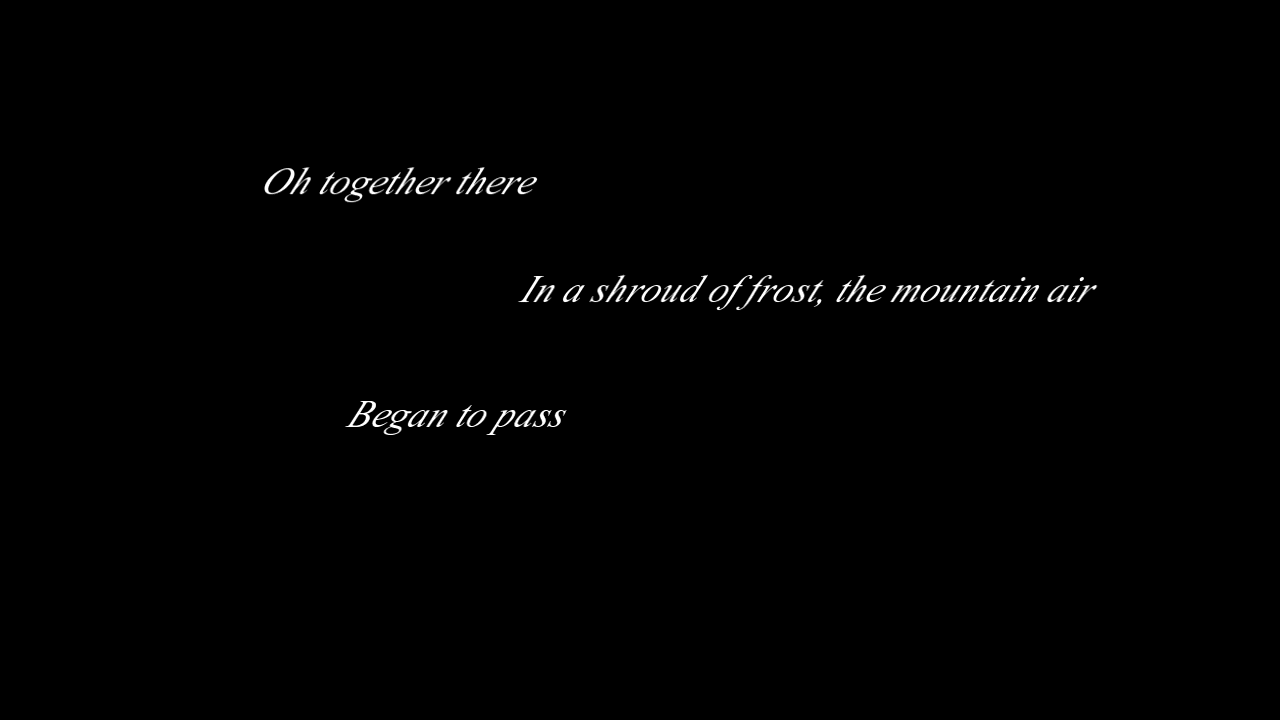 Oh together there
In a shroud of frost, the mountain air
Began to pass